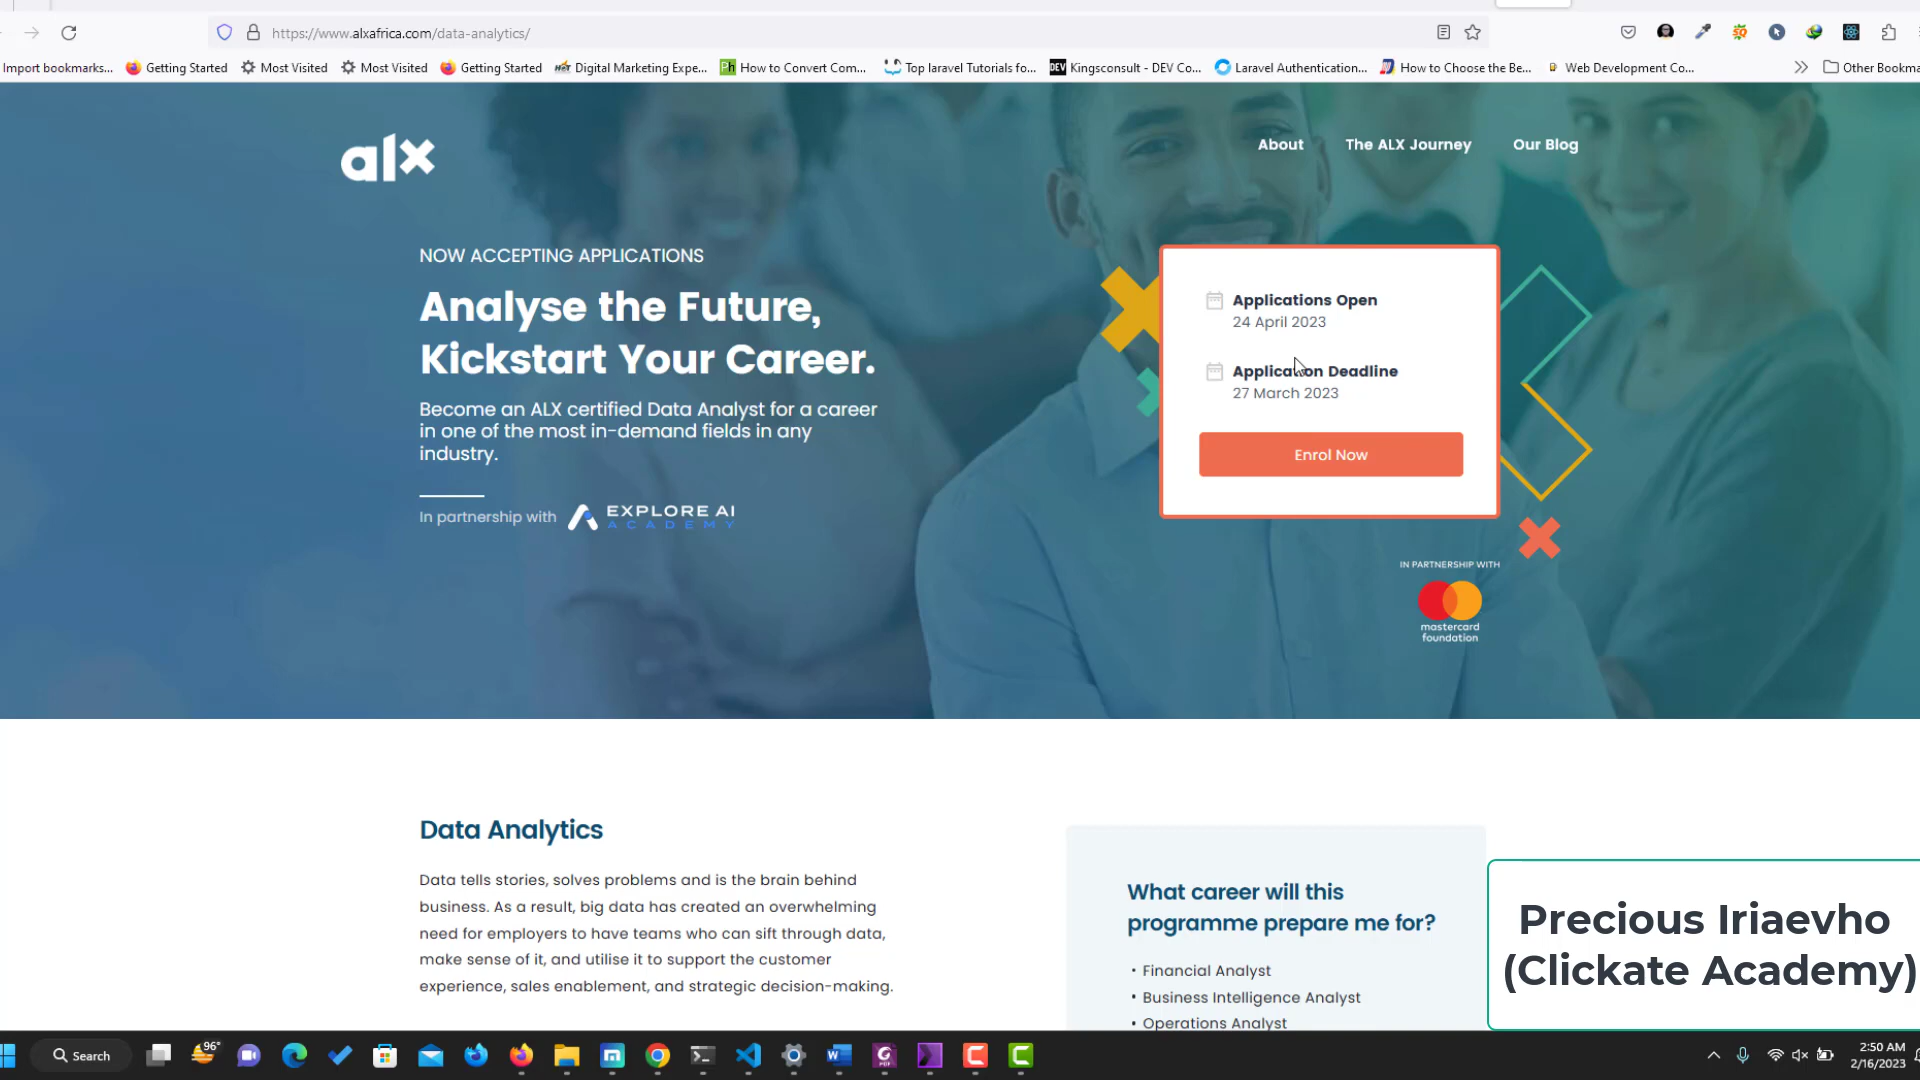 https://www.alxafrica.com/data-analytics/
Import bookmarks... Getting Started Most Visited Most Visited Getting Started Digital Marketing Expe... How to Convert Com... Top laravel Tutorials fo... Kingsconsult - DEV Co... Laravel Authentication... How to Choose the Be... Web Development Co... Other Bookma
alx
About The ALX Journey Our Blog
NOW ACCEPTING APPLICATIONS
Analyse the Future,
Kickstart Your Career.
Become an ALX certified Data Analyst for a career
in one of the most in-demand fields in any
industry.
In partnership with EXPLORE AI
ACADEMY
Applications Open
24 April 2023
Application Deadline
27 March 2023
Enrol Now
IN PARTNERSHIP WITH
mastercard
foundation
Data Analytics
Data tells stories, solves problems and is the brain behind
business. As a result, big data has created an overwhelming
need for employers to have teams who can sift through data,
make sense of it, and utilise it to support the customer
experience, sales enablement, and strategic decision-making.
What career will this
programme prepare me for?
• Financial Analyst
• Business Intelligence Analyst
• Operations Analyst
Precious Iriaevho
(Clickate Academy)
Search
96°
2:50 AM
2/16/2023